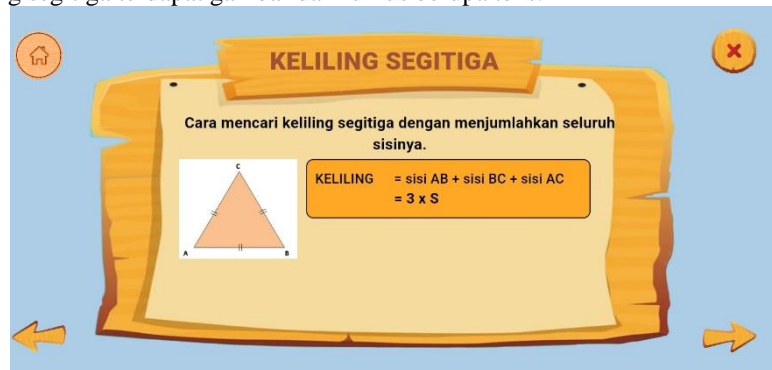 KELILING SEGITIGA
Cara mencari keliling segitiga dengan menjumlahkan seluruh
sisinya.
C
A
B
KELILING = sisi AB + sisi BC + sisi AC
= 3 x S